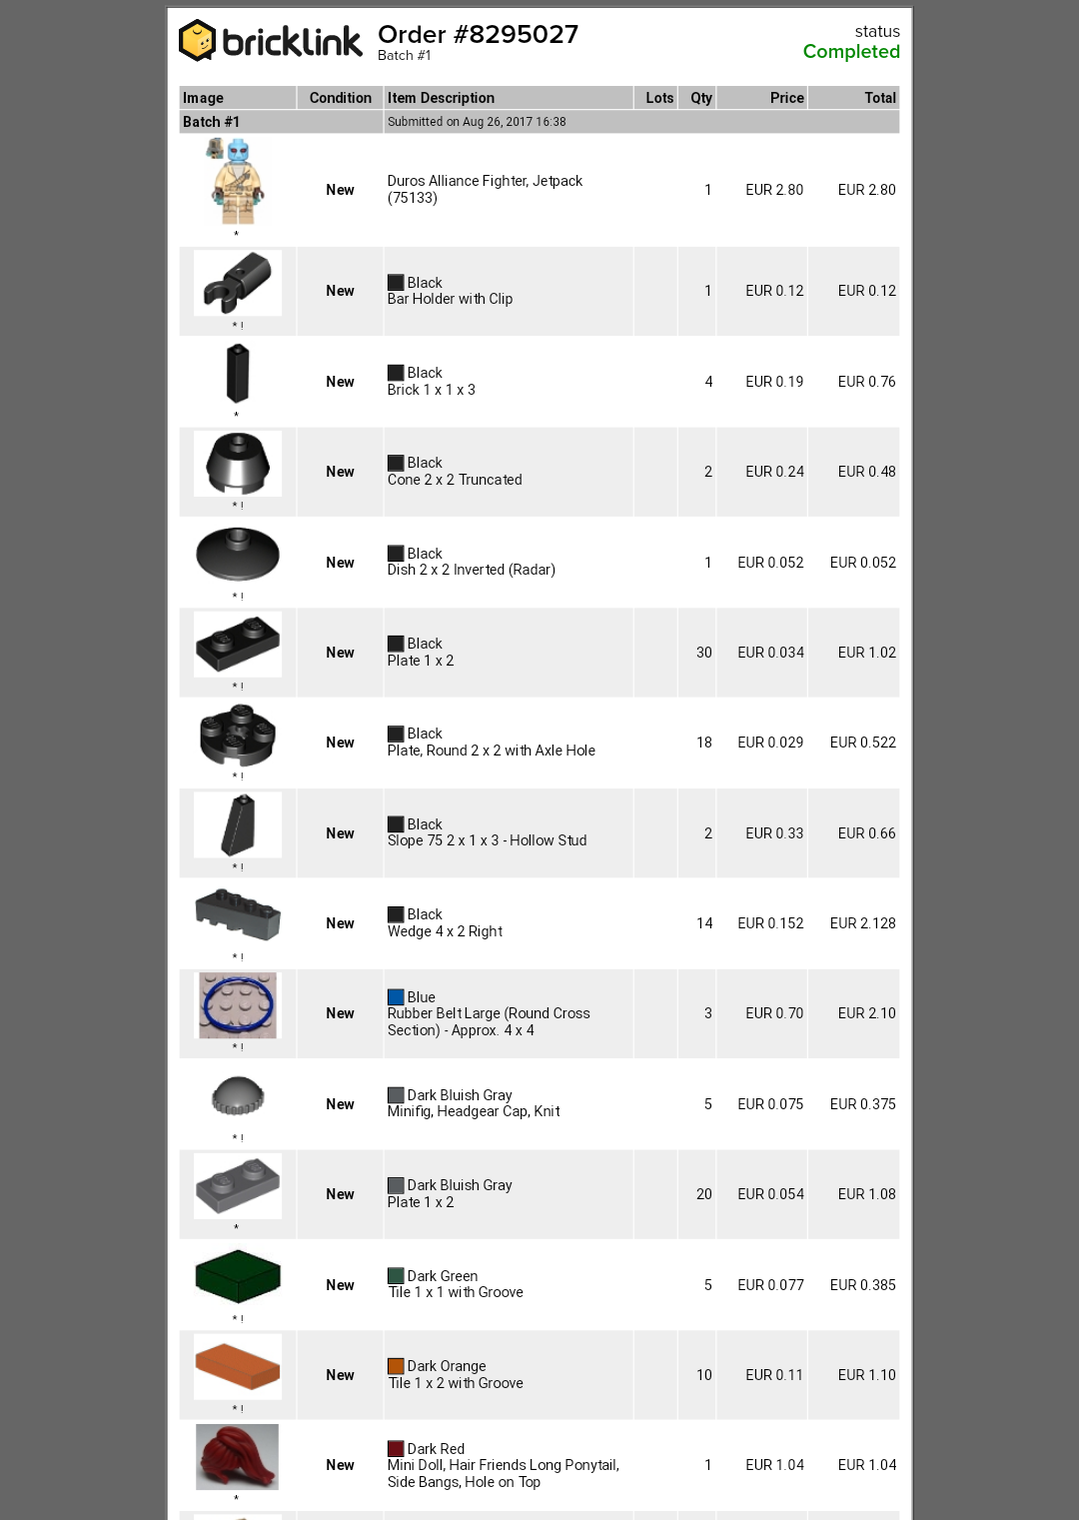 bricklink
Order #8295027
Batch #1
status
Completed
Image Condition Item Description Lots Qty Price Total
Batch #1 Submitted on Aug 26, 2017 16:38
Duros Alliance Fighter, Jetpack
New 1 EUR 2.80 EUR 2.80
(75133)
*
Black
New 1 EUR 0.12 EUR 0.12
Bar Holder with Clip
* !
Black
New 4 EUR 0.19 EUR 0.76
Brick 1 x 1 x 3
*
Black
New 2 EUR 0.24 EUR 0.48
Cone 2 x 2 Truncated
* !
Black
New 1 EUR 0.052 EUR 0.052
Dish 2 x 2 Inverted (Radar)
* !
Black
New 30 EUR 0.034 EUR 1.02
Plate 1 x 2
* !
Black
New 18 EUR 0.029 EUR 0.522
Plate, Round 2 x 2 with Axle Hole
* !
Black
New 2 EUR 0.33 EUR 0.66
Slope 75 2 x 1 x 3 - Hollow Stud
* !
Black
New 14 EUR 0.152 EUR 2.128
Wedge 4 x 2 Right
* !
Blue
New Rubber Belt Large (Round Cross 3 EUR 0.70 EUR 2.10
Section) - Approx. 4 x 4
* !
Dark Bluish Gray
New 5 EUR 0.075 EUR 0.375
Minifig, Headgear Cap, Knit
* !
Dark Bluish Gray
New 20 EUR 0.054 EUR 1.08
Plate 1 x 2
*
Dark Green
New 5 EUR 0.077 EUR 0.385
Tile 1 x 1 with Groove
* !
Dark Orange
New 10 EUR 0.11 EUR 1.10
Tile 1 x 2 with Groove
* !
Dark Red
New Mini Doll, Hair Friends Long Ponytail, 1 EUR 1.04 EUR 1.04
Side Bangs, Hole on Top
*